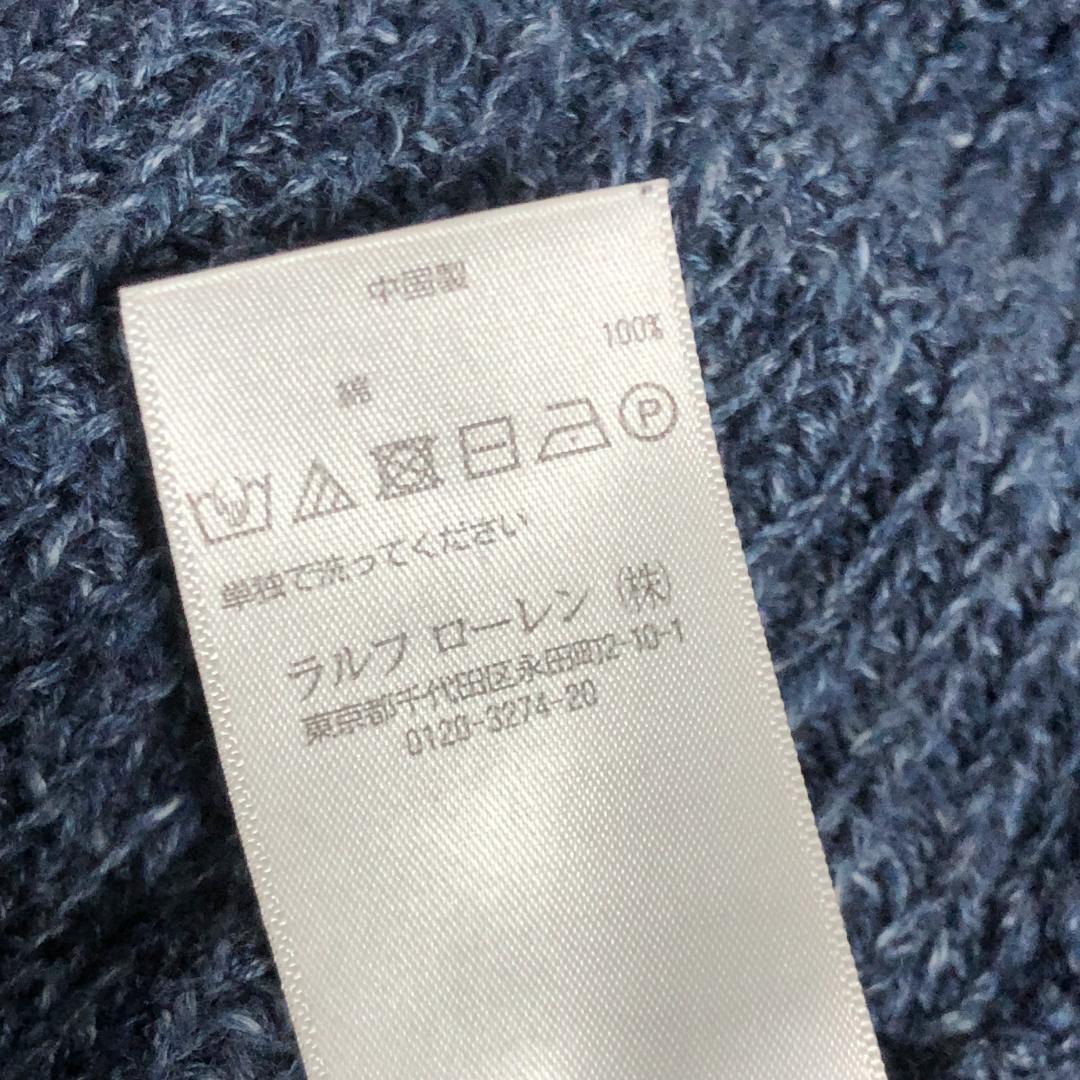 中国製
綿 100%
P
単独で洗ってください
ラルフ ローレン (株)
東京都千代田区永田町2-10-1
0120-3274-20